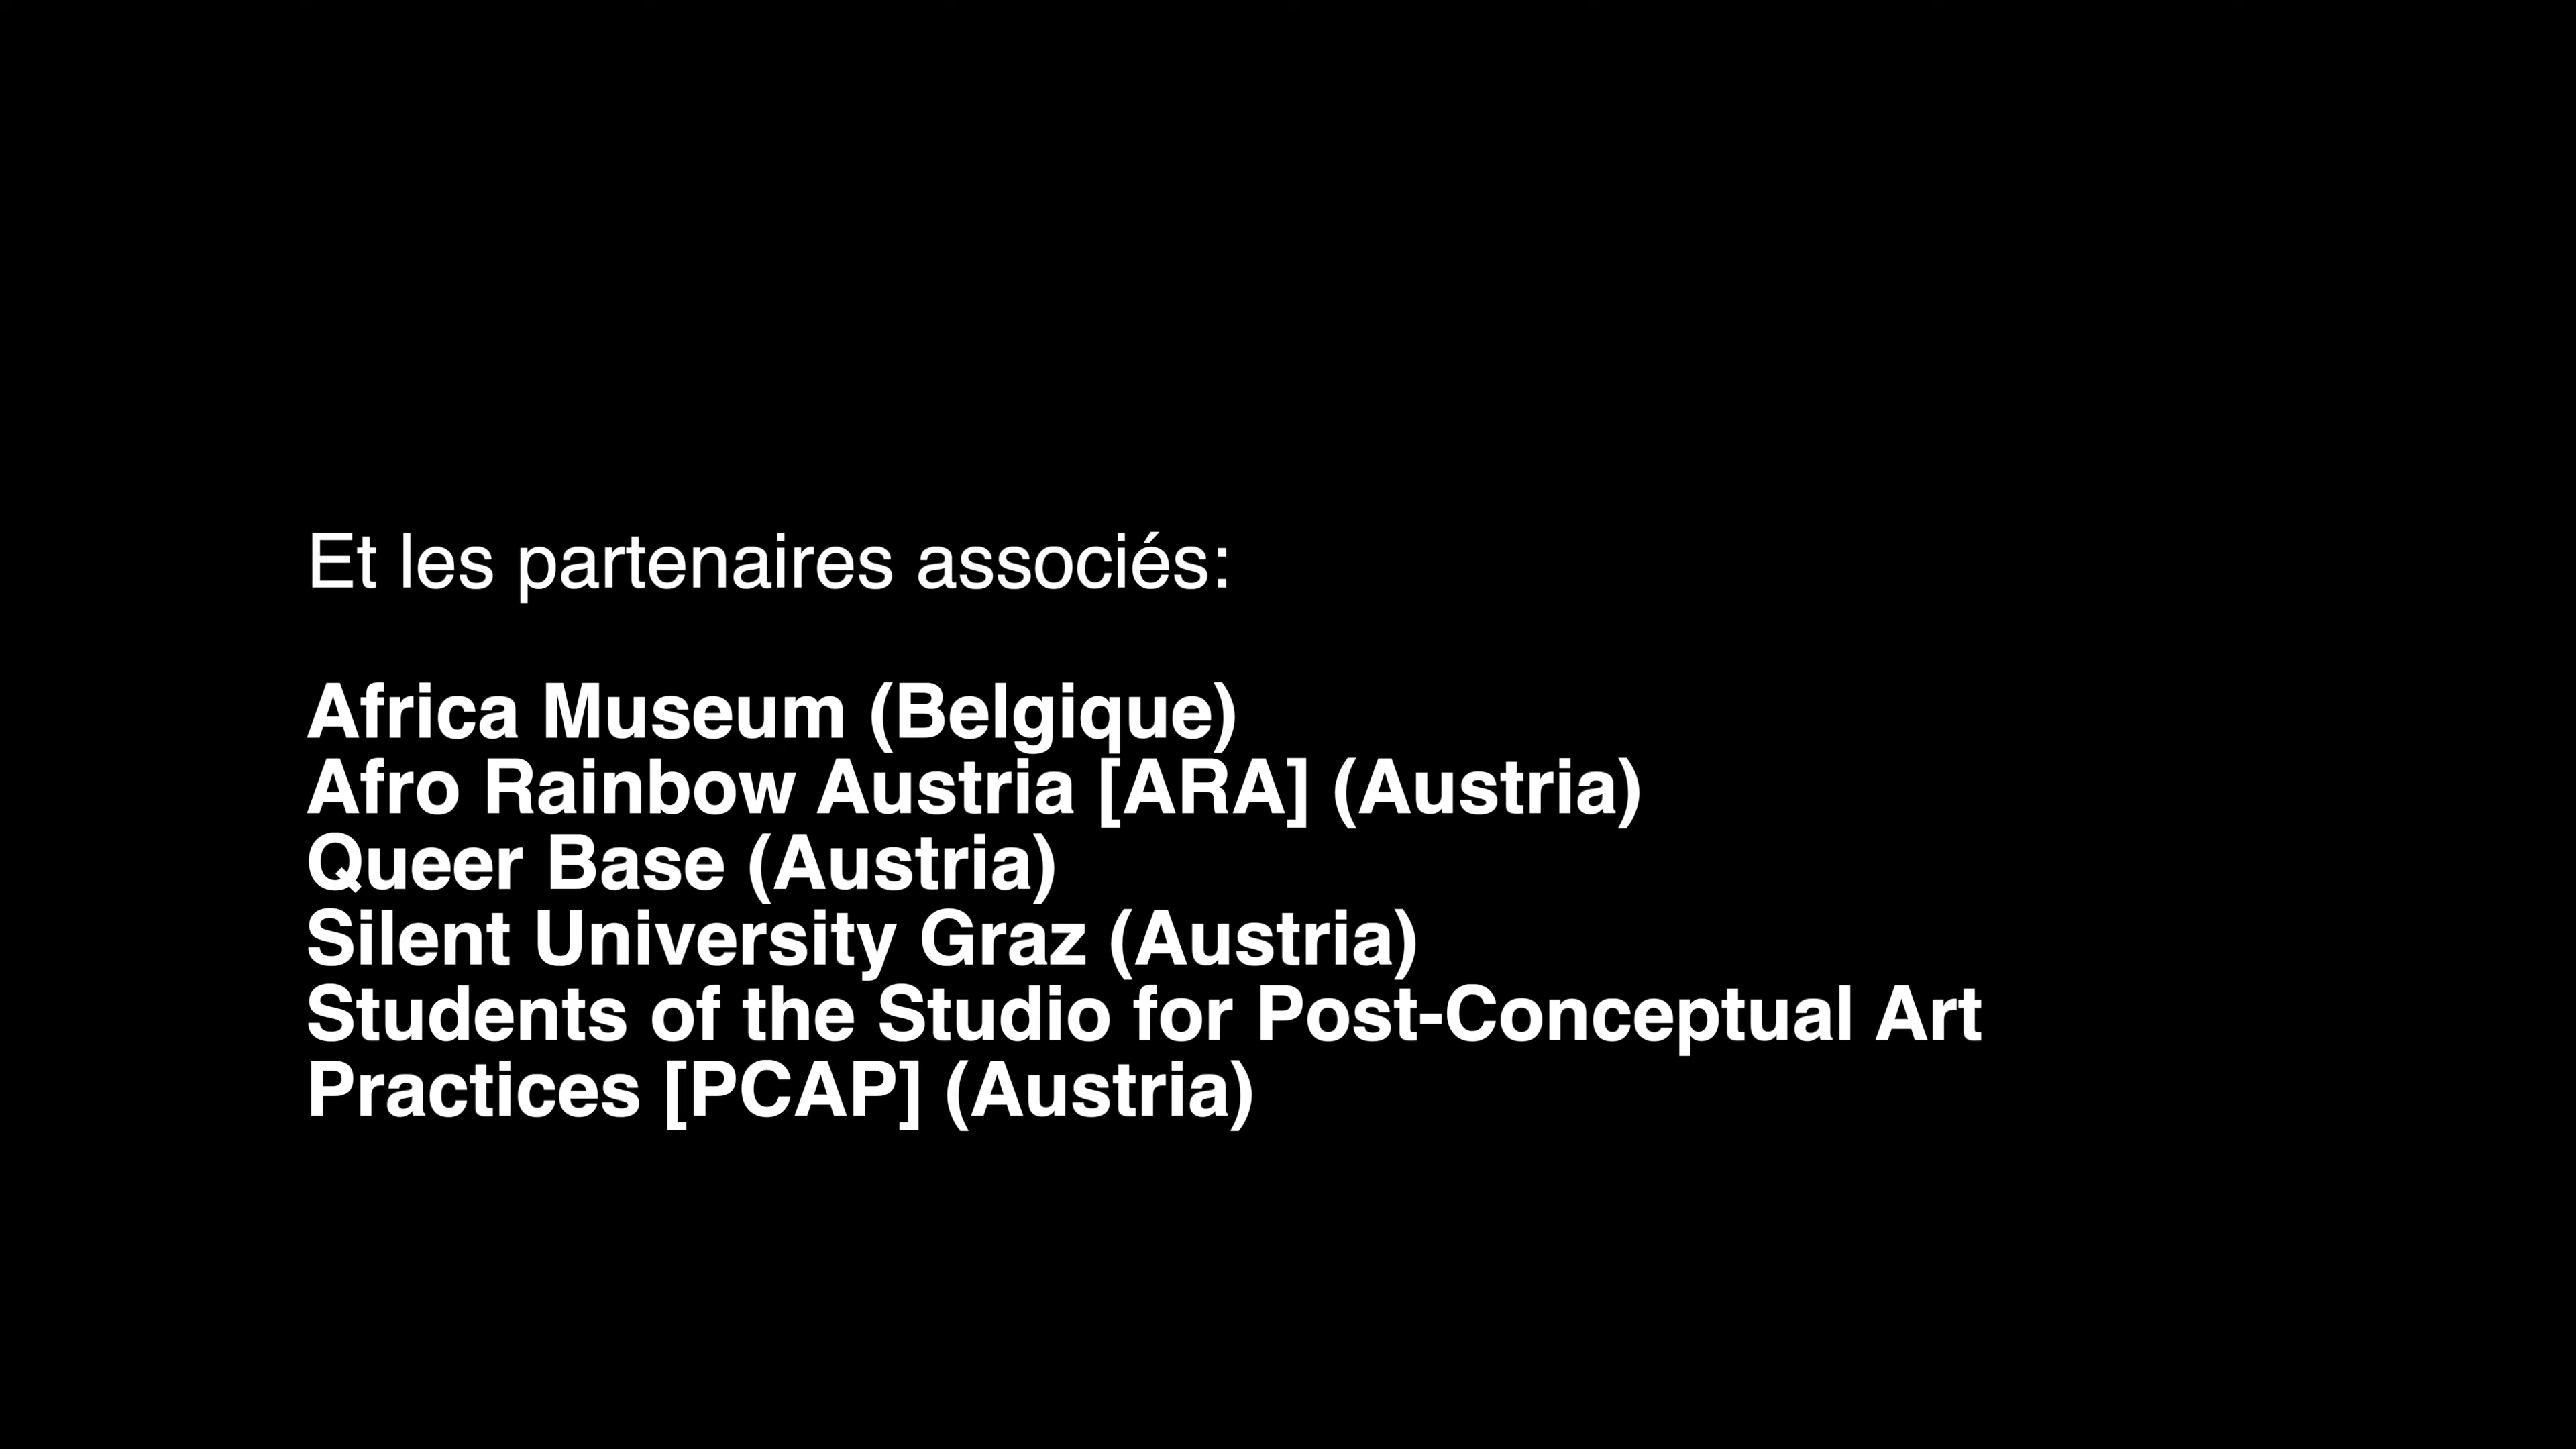 Et les partenaires associés:
Africa Museum (Belgique)
Afro Rainbow Austria [ARA] (Austria)
Queer Base (Austria)
Silent University Graz (Austria)
Students of the Studio for Post-Conceptual Art
Practices [PCAP] (Austria)